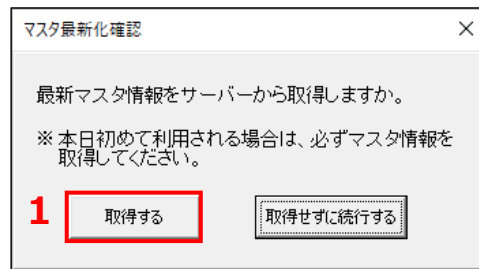 マスタ最新化確認
最新マスタ情報をサーバーから取得しますか。
※ 本日初めて利用される場合は、必ずマスタ情報を
取得してください。
1 取得する 取得せずに続行する